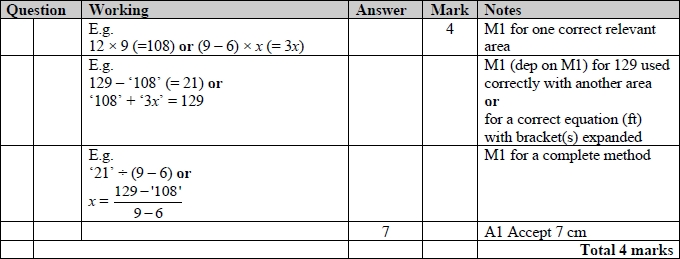 Question Working Answer Mark Notes
E.g. 4 M1 for one correct relevant
12 × 9 (=108) or (9 – 6) × x (= 3x) area
E.g. M1 (dep on M1) for 129 used
129 – ‘108’ (= 21) or correctly with another area
‘108’ + ‘3x’ = 129 or
for a correct equation (ft)
with bracket(s) expanded
E.g. M1 for a complete method
‘21’ ÷ (9 – 6) or
x = 129 – '108'
9 – 6
7 A1 Accept 7 cm
Total 4 marks